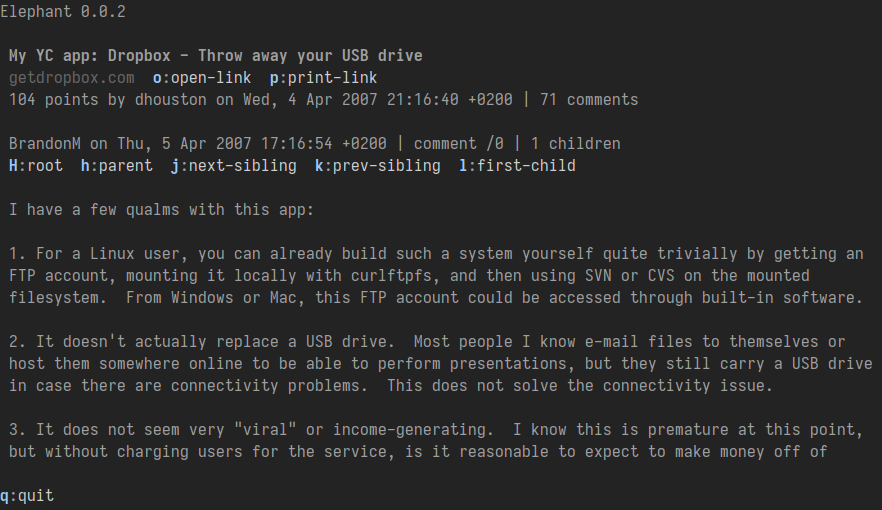 Elephant 0.0.2
My YC app: Dropbox - Throw away your USB drive
getdropbox.com  o:open-link  p:print-link
104 points by dhouston on Wed, 4 Apr 2007 21:16:40 +0200 | 71 comments
BrandonM on Thu, 5 Apr 2007 17:16:54 +0200 | comment /0 | 1 children
H:root  h:parent  j:next-sibling  k:prev-sibling  l:first-child
I have a few qualms with this app:
1. For a Linux user, you can already build such a system yourself quite trivially by getting an
FTP account, mounting it locally with curlftpfs, and then using SVN or CVS on the mounted
filesystem.  From Windows or Mac, this FTP account could be accessed through built-in software.
2. It doesn't actually replace a USB drive.  Most people I know e-mail files to themselves or
host them somewhere online to be able to perform presentations, but they still carry a USB drive
in case there are connectivity problems.  This does not solve the connectivity issue.
3. It does not seem very "viral" or income-generating.  I know this is premature at this point,
but without charging users for the service, is it reasonable to expect to make money off of
q:quit